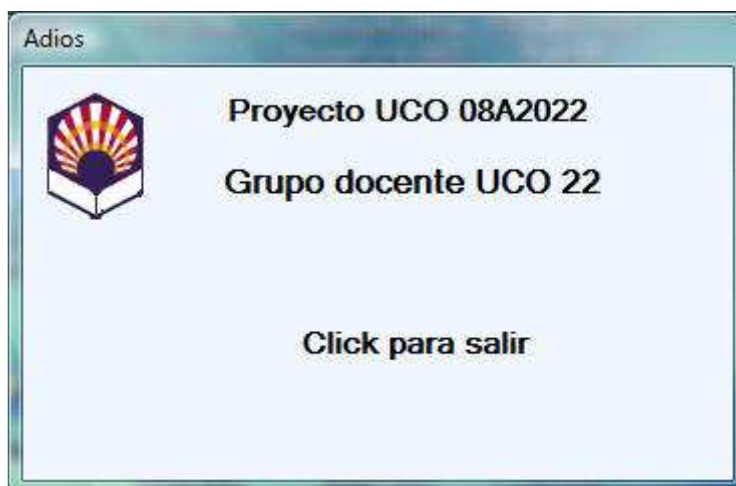 Adios
Proyecto UCO 08A2022
Grupo docente UCO 22
Click para salir